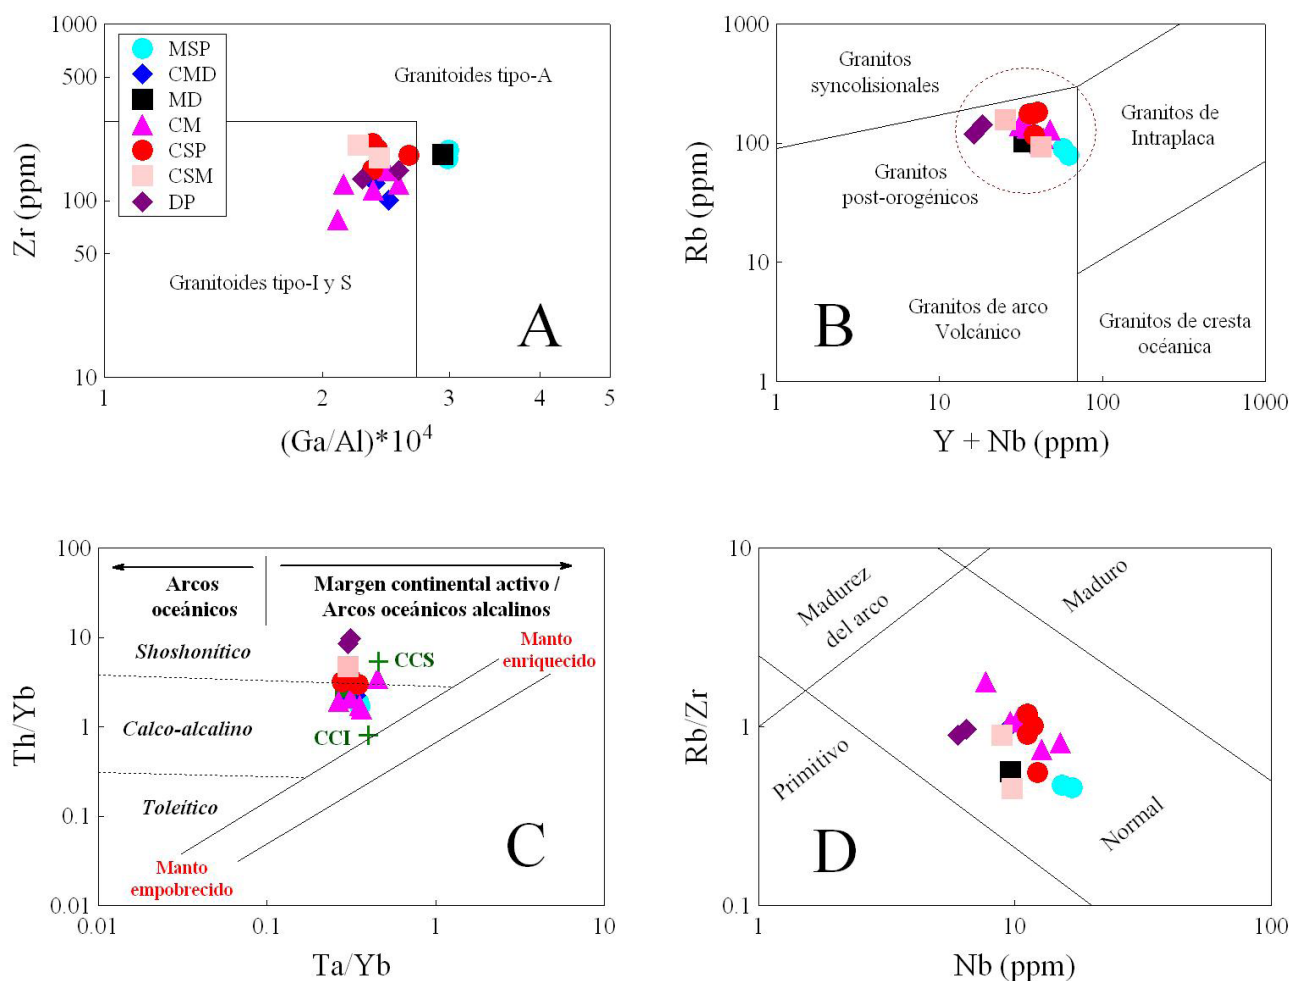 1000
500
100
50
10
Zr (ppm)
MSP
CMD
MD
CM
CSP
CSM
DP
Granitoides tipo-A
Granitoides tipo-I y S
A
1
2
3
4
5
(Ga/Al)*10⁴
1000
100
10
1
Rb (ppm)
Granitos
syncolisionales
Granitos de
Intraplaca
Granitos
post-orogénicos
Granitos de arco
Volcánico
Granitos de cresta
océanica
B
1
10
100
1000
Y + Nb (ppm)
100
10
1
0.1
0.01
Th/Yb
Arcos
oceánicos
Margen continental activo /
Arcos oceánicos alcalinos
Shoshonítico
CCS
Manto
enriquecido
Calco-alcalino
CCI
Toleítico
Manto
empobrecido
C
0.01
0.1
1
10
Ta/Yb
10
1
0.1
Rb/Zr
Madurez
del arco
Maduro
Primitivo
Normal
D
1
10
100
Nb (ppm)